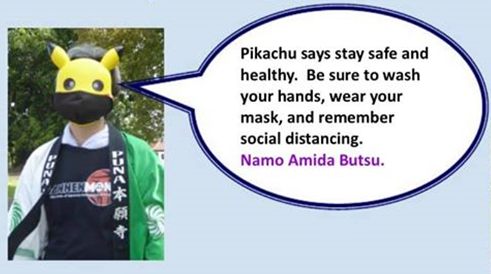 Pikachu says stay safe and
healthy. Be sure to wash
your hands, wear your
mask, and remember
social distancing.
Namo Amida Butsu.
PUNA
PUNA本願寺